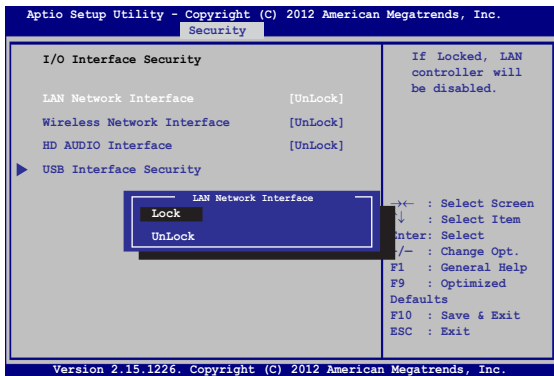 Aptio Setup Utility - Copyright (C) 2012 American Megatrends, Inc.
Security
I/O Interface Security
LAN Network Interface [UnLock]
Wireless Network Interface [UnLock]
HD AUDIO Interface [UnLock]
USB Interface Security
If Locked, LAN
controller will
be disabled.
LAN Network Interface
Lock
UnLock
→← : Select Screen
↓ : Select Item
nter: Select
/— : Change Opt.
F1 : General Help
F9 : Optimized
Defaults
F10 : Save & Exit
ESC : Exit
Version 2.15.1226. Copyright (C) 2012 American Megatrends, Inc.